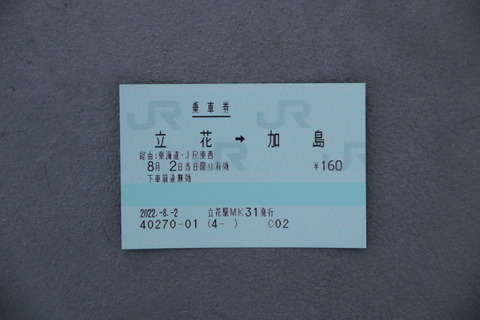 乗車券
立花 → 加島
経由:東海道・JR東西
8月 2日当日限り有効 ¥160
下車前途無効
2022.-8.-2 立花駅MK31発行
40270-01 (4- ) C02